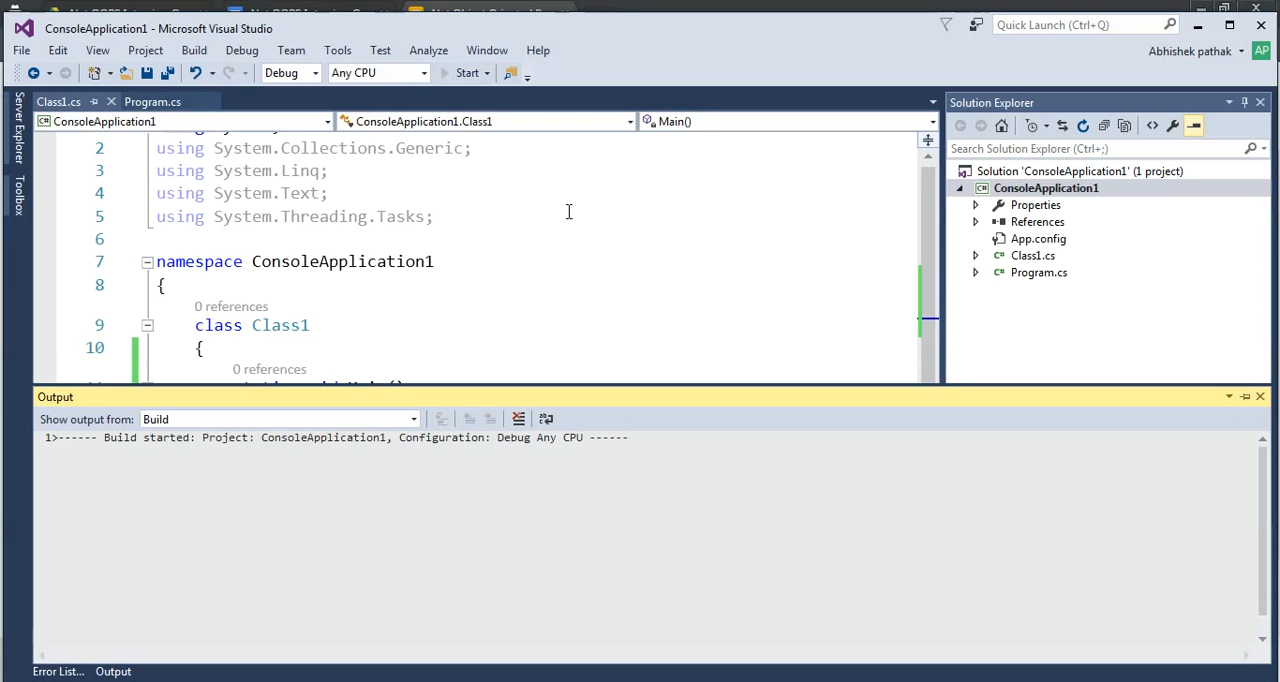 ConsoleApplication1 - Microsoft Visual Studio
Quick Launch (Ctrl+Q)
File Edit View Project Build Debug Team Tools Test Analyze Window Help
Abhishek pathak AP
Debug Any CPU Start
Class1.cs Program.cs
Solution Explorer
ConsoleApplication1 ConsoleApplication1.Class1 Main()
Server Explorer
Toolbox
2 using System.Collections.Generic;
3 using System.Linq;
4 using System.Text;
5 using System.Threading.Tasks;
6
7 namespace ConsoleApplication1
8 {
0 references
9 class Class1
10 {
0 references
Search Solution Explorer (Ctrl+;)
Solution 'ConsoleApplication1' (1 project)
ConsoleApplication1
Properties
References
App.config
Class1.cs
Program.cs
Output
Show output from: Build
1>------ Build started: Project: ConsoleApplication1, Configuration: Debug Any CPU ------
Error List... Output